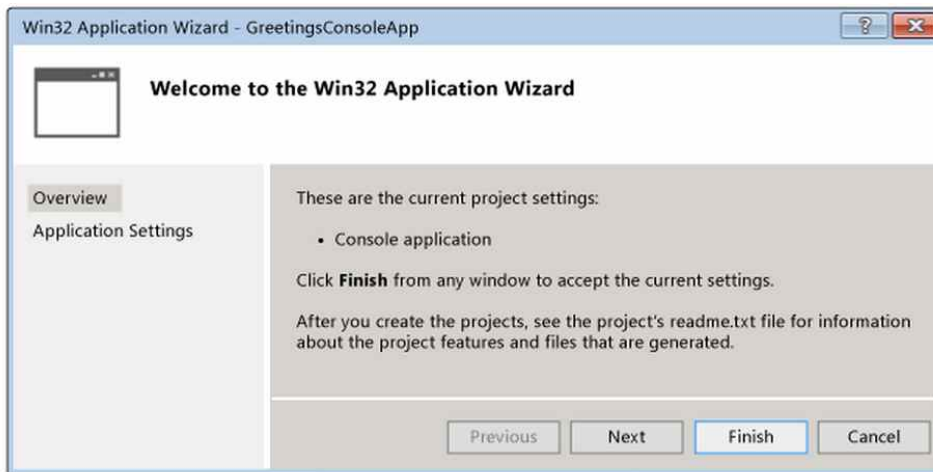 Win32 Application Wizard - GreetingsConsoleApp
Welcome to the Win32 Application Wizard
Overview
Application Settings
These are the current project settings:
• Console application
Click Finish from any window to accept the current settings.
After you create the projects, see the project's readme.txt file for information
about the project features and files that are generated.
Previous
Next
Finish
Cancel